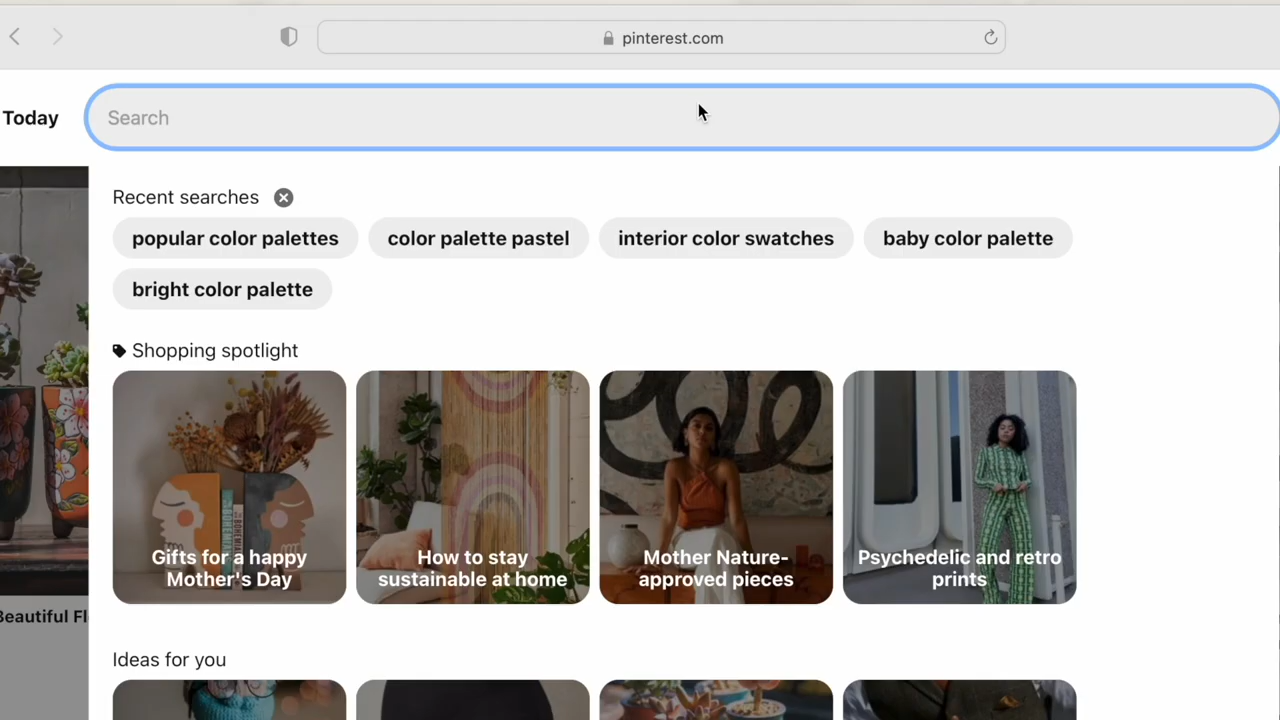 pinterest.com
Today
Search
Recent searches
popular color palettes
color palette pastel
interior color swatches
baby color palette
bright color palette
Shopping spotlight
Gifts for a happy
Mother's Day
How to stay
sustainable at home
Mother Nature-
approved pieces
Psychedelic and retro
prints
Beautiful Fl
Ideas for you